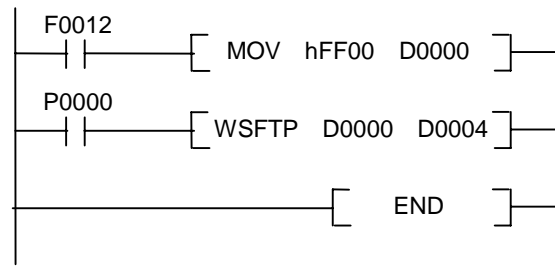 F0012
MOV hFF00 D0000
P0000
WSFTP D0000 D0004
END